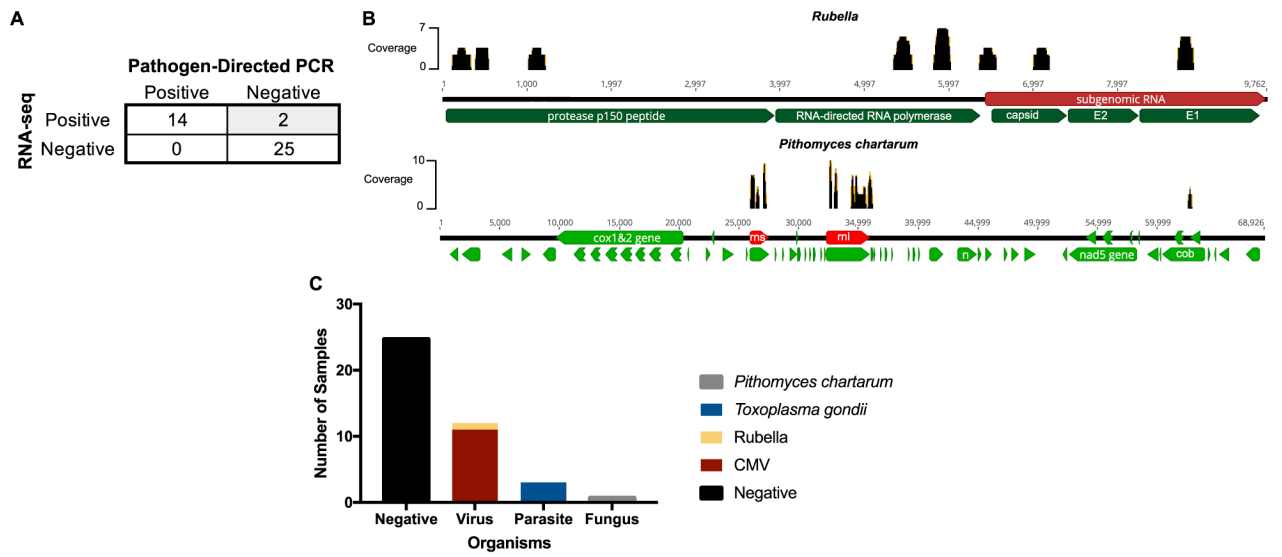 A
Pathogen-Directed PCR
Positive Negative
RNA-seq
Positive 14 2
Negative 0 25
B
Rubella
Coverage
7
0
1 1,000 1,997 2,997 3,997 4,997 5,997 6,997 7,997 9,762
subgenomic RNA
protease p150 peptide RNA-directed RNA polymerase capsid E2 E1
Pithomyces chartarum
Coverage
10
0
1 5,000 10,000 15,000 20,000 25,000 30,000 34,999 39,999 44,999 49,999 54,999 59,999 68,926
cox1&2 gene rns rnl
n nad5 gene cob
C
Number of Samples
30
20
10
0
Negative Virus Parasite Fungus
Organisms
Pithomyces chartarum
Toxoplasma gondii
Rubella
CMV
Negative